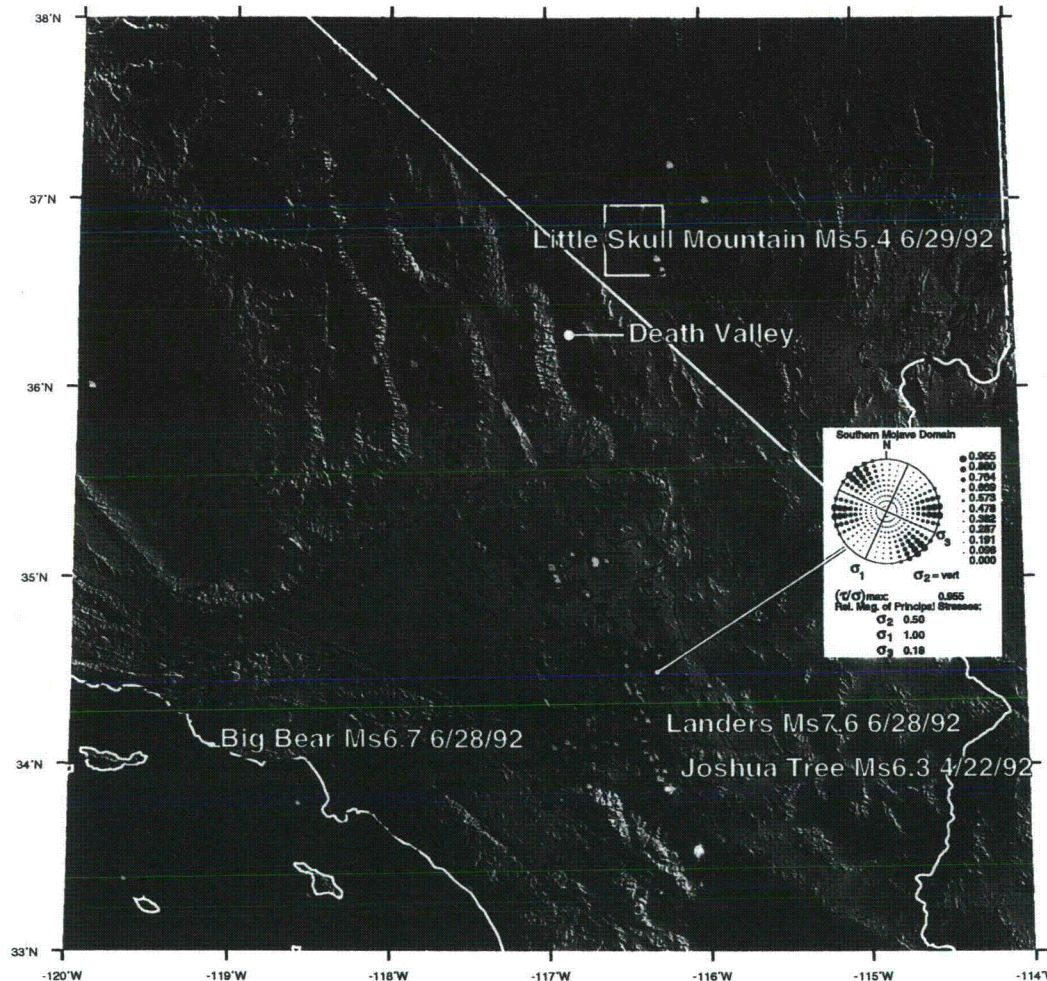 38°N
37°N
Little Skull Mountain Ms5.4 6/29/92
Death Valley
36°N
Southern Mojave Domain
N
0.955
0.860
0.764
0.669
0.573
0.478
0.382
0.287
0.191
0.096
0.000
σ3
σ1
σ2 = vert
(τ/σ)max: 0.955
Rel. Mag. of Principal Stresses:
σ2 0.50
σ1 1.00
σ3 0.18
35°N
Landers Ms7.6 6/28/92
Big Bear Ms6.7 6/28/92
34°N
Joshua Tree Ms6.3 4/22/92
33°N
-120°W
-119°W
-118°W
-117°W
-116°W
-115°W
-114°W